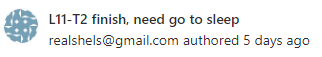 L11-T2 finish, need go to sleep
realshels@gmail.com authored 5 days ago